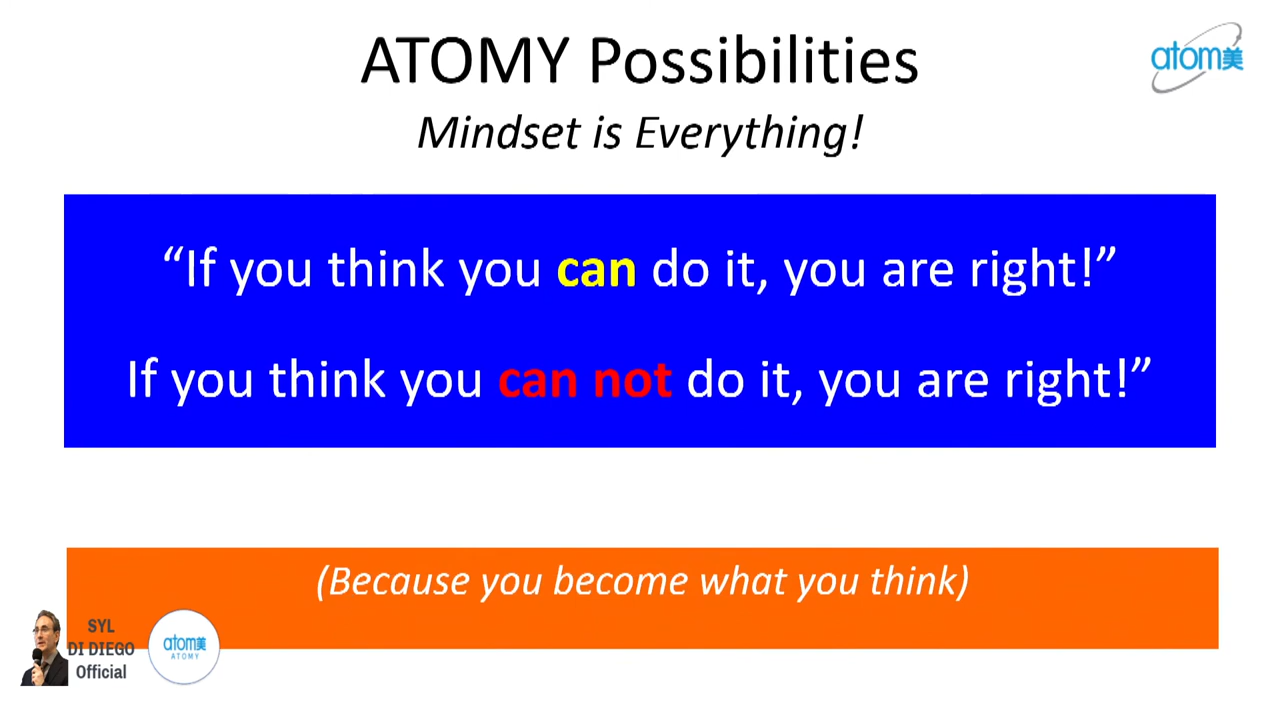 ATOMY Possibilities
atom美
Mindset is Everything!
“If you think you can do it, you are right!”
If you think you can not do it, you are right!”
(Because you become what you think)
SYL
DI DIEGO
Official
atom美
ATOMY